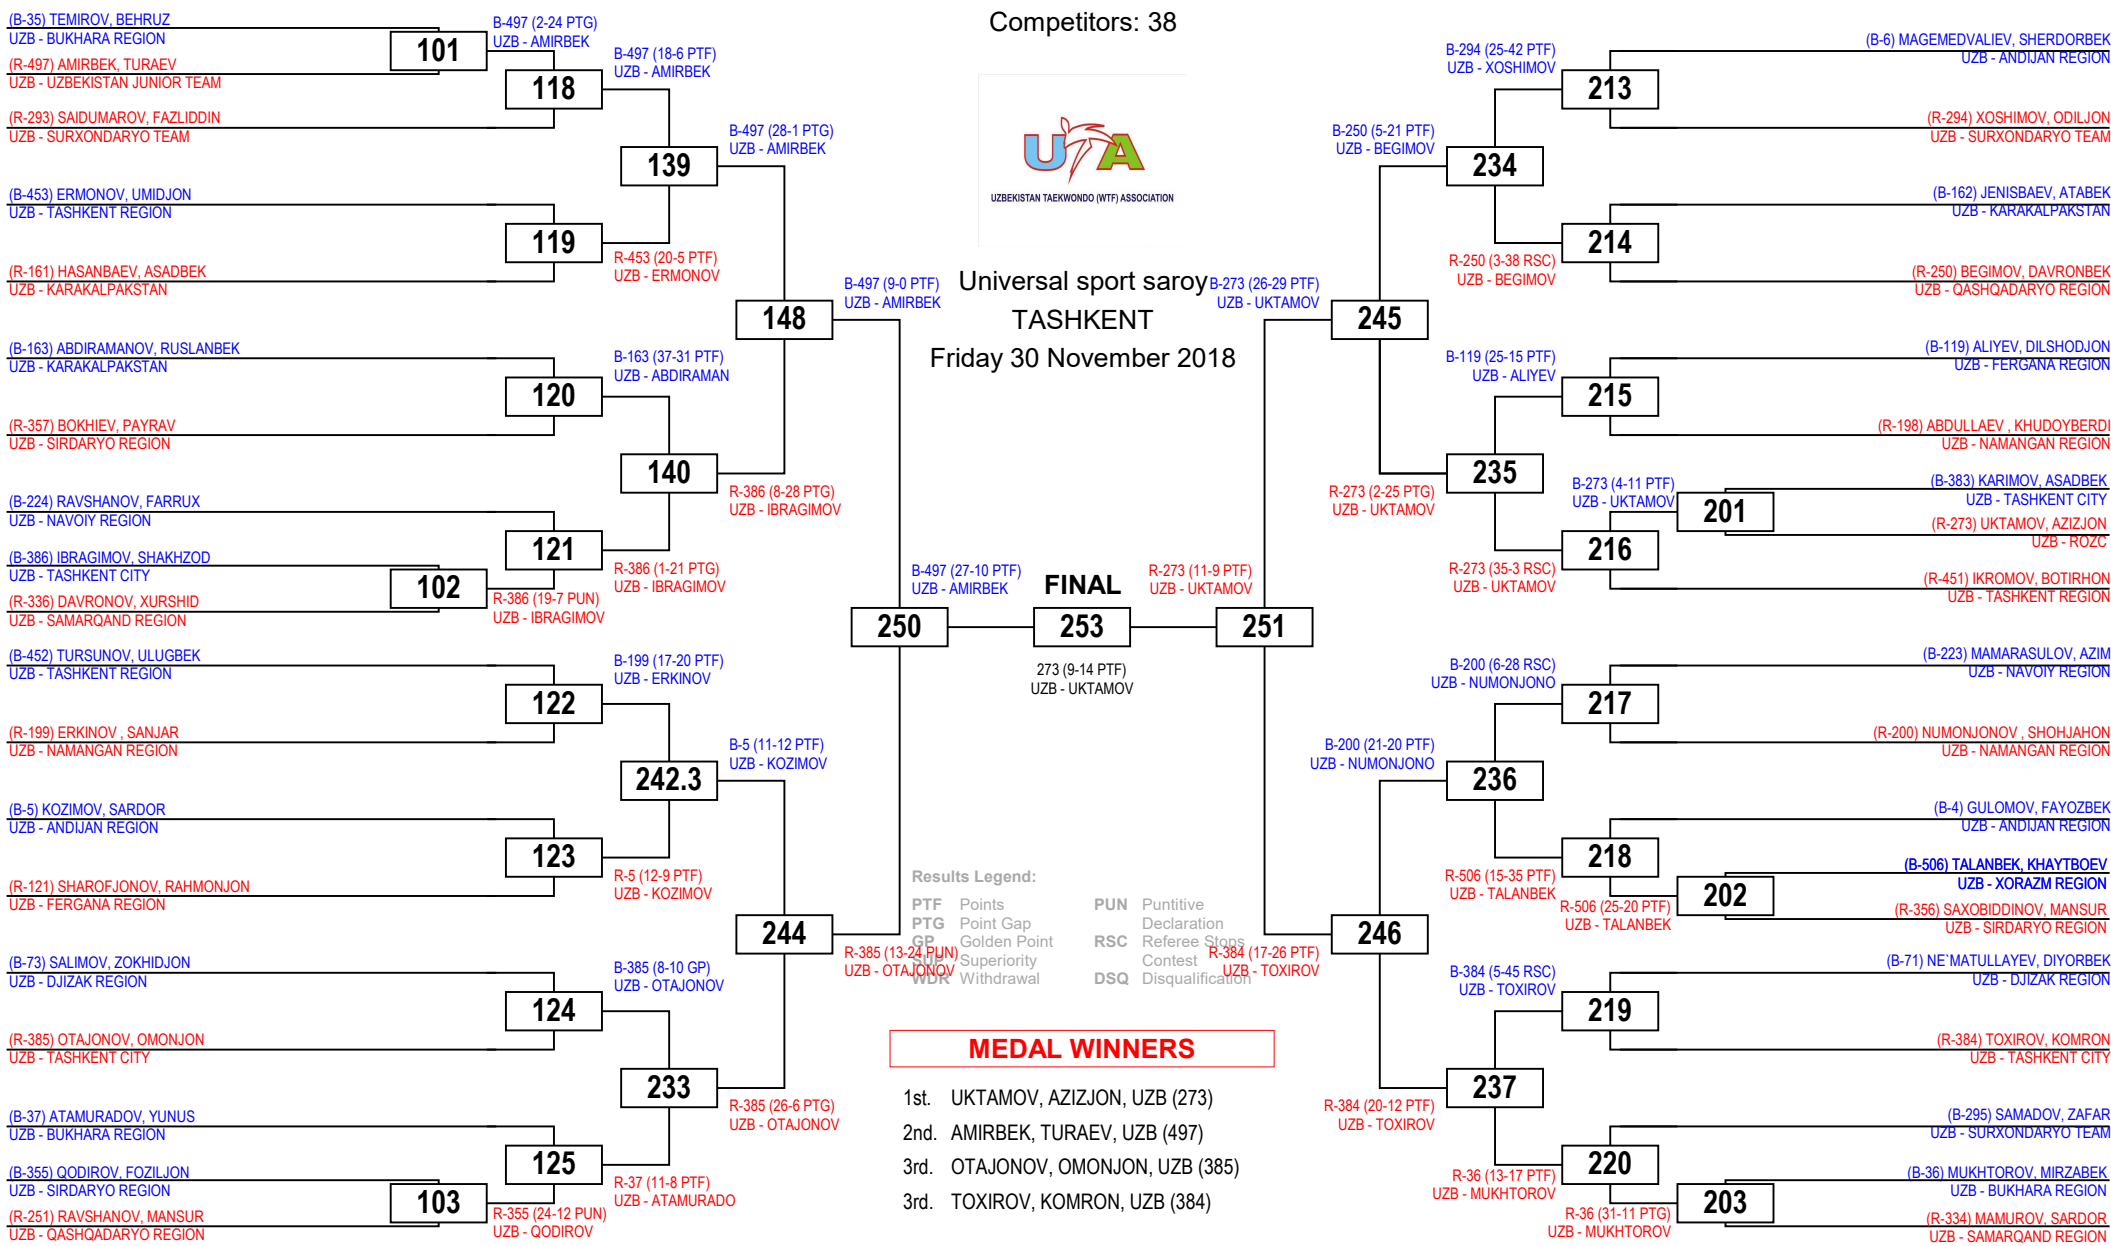 Competitors: 38
UTA
UZBEKISTAN TAEKWONDO (WTF) ASSOCIATION
Universal sport saroy
TASHKENT
Friday 30 November 2018
(B-35) TEMIROV, BEHRUZ
UZB - BUKHARA REGION
(R-497) AMIRBEK, TURAEV
UZB - UZBEKISTAN JUNIOR TEAM
(R-293) SAIDUMAROV, FAZLIDDIN
UZB - SURXONDARYO TEAM
(B-453) ERMONOV, UMIDJON
UZB - TASHKENT REGION
(R-161) HASANBAEV, ASADBEK
UZB - KARAKALPAKSTAN
(B-163) ABDIRAMANOV, RUSLANBEK
UZB - KARAKALPAKSTAN
(R-357) BOKHIEV, PAYRAV
UZB - SIRDARYO REGION
(B-224) RAVSHANOV, FARRUX
UZB - NAVOIY REGION
(B-386) IBRAGIMOV, SHAKHZOD
UZB - TASHKENT CITY
(R-336) DAVRONOV, XURSHID
UZB - SAMARQAND REGION
(B-452) TURSUNOV, ULUGBEK
UZB - TASHKENT REGION
(R-199) ERKINOV , SANJAR
UZB - NAMANGAN REGION
(B-5) KOZIMOV, SARDOR
UZB - ANDIJAN REGION
(R-121) SHAROFJONOV, RAHMONJON
UZB - FERGANA REGION
(B-73) SALIMOV, ZOKHIDJON
UZB - DJIZAK REGION
(R-385) OTAJONOV, OMONJON
UZB - TASHKENT CITY
(B-37) ATAMURADOV, YUNUS
UZB - BUKHARA REGION
(B-355) QODIROV, FOZILJON
UZB - SIRDARYO REGION
(R-251) RAVSHANOV, MANSUR
UZB - QASHQADARYO REGION
101
B-497 (2-24 PTG)
UZB - AMIRBEK
102
R-386 (19-7 PUN)
UZB - IBRAGIMOV
103
R-355 (24-12 PUN)
UZB - QODIROV
118
B-497 (18-6 PTF)
UZB - AMIRBEK
119
R-453 (20-5 PTF)
UZB - ERMONOV
120
B-163 (37-31 PTF)
UZB - ABDIRAMAN
121
R-386 (1-21 PTG)
UZB - IBRAGIMOV
122
B-199 (17-20 PTF)
UZB - ERKINOV
123
R-5 (12-9 PTF)
UZB - KOZIMOV
124
B-385 (8-10 GP)
UZB - OTAJONOV
125
R-37 (11-8 PTF)
UZB - ATAMURADO
139
B-497 (28-1 PTG)
UZB - AMIRBEK
140
R-386 (8-28 PTG)
UZB - IBRAGIMOV
242.3
B-5 (11-12 PTF)
UZB - KOZIMOV
233
R-385 (26-6 PTG)
UZB - OTAJONOV
148
B-497 (9-0 PTF)
UZB - AMIRBEK
244
R-385 (13-24 PUN)
UZB - OTAJONOV
250
B-497 (27-10 PTF)
UZB - AMIRBEK
FINAL
253
273 (9-14 PTF)
UZB - UKTAMOV
R-273 (11-9 PTF)
UZB - UKTAMOV
251
B-273 (26-29 PTF)
UZB - UKTAMOV
245
R-384 (17-26 PTF)
UZB - TOXIROV
246
B-250 (5-21 PTF)
UZB - BEGIMOV
234
R-273 (2-25 PTG)
UZB - UKTAMOV
235
B-200 (21-20 PTF)
UZB - NUMONJONO
236
R-384 (20-12 PTF)
UZB - TOXIROV
237
B-294 (25-42 PTF)
UZB - XOSHIMOV
213
R-250 (3-38 RSC)
UZB - BEGIMOV
214
B-119 (25-15 PTF)
UZB - ALIYEV
215
R-273 (35-3 RSC)
UZB - UKTAMOV
216
B-200 (6-28 RSC)
UZB - NUMONJONO
217
R-506 (15-35 PTF)
UZB - TALANBEK
218
B-384 (5-45 RSC)
UZB - TOXIROV
219
R-36 (13-17 PTF)
UZB - MUKHTOROV
220
B-273 (4-11 PTF)
UZB - UKTAMOV
201
R-506 (25-20 PTF)
UZB - TALANBEK
202
R-36 (31-11 PTG)
UZB - MUKHTOROV
203
(B-6) MAGEMEDVALIEV, SHERDORBEK
UZB - ANDIJAN REGION
(R-294) XOSHIMOV, ODILJON
UZB - SURXONDARYO TEAM
(B-162) JENISBAEV, ATABEK
UZB - KARAKALPAKSTAN
(R-250) BEGIMOV, DAVRONBEK
UZB - QASHQADARYO REGION
(B-119) ALIYEV, DILSHODJON
UZB - FERGANA REGION
(R-198) ABDULLAEV , KHUDOYBERDI
UZB - NAMANGAN REGION
(B-383) KARIMOV, ASADBEK
UZB - TASHKENT CITY
(R-273) UKTAMOV, AZIZJON
UZB - ROZC
(R-451) IKROMOV, BOTIRHON
UZB - TASHKENT REGION
(B-223) MAMARASULOV, AZIM
UZB - NAVOIY REGION
(R-200) NUMONJONOV , SHOHJAHON
UZB - NAMANGAN REGION
(B-4) GULOMOV, FAYOZBEK
UZB - ANDIJAN REGION
(B-506) TALANBEK, KHAYTBOEV
UZB - XORAZM REGION
(R-356) SAXOBIDDINOV, MANSUR
UZB - SIRDARYO REGION
(B-71) NE`MATULLAYEV, DIYORBEK
UZB - DJIZAK REGION
(R-384) TOXIROV, KOMRON
UZB - TASHKENT CITY
(B-295) SAMADOV, ZAFAR
UZB - SURXONDARYO TEAM
(B-36) MUKHTOROV, MIRZABEK
UZB - BUKHARA REGION
(R-334) MAMUROV, SARDOR
UZB - SAMARQAND REGION
Results Legend:
PTF Points
PTG Point Gap
GP Golden Point
SUP Superiority
WDR Withdrawal
PUN Puntitive
Declaration
RSC Referee Stops
Contest
DSQ Disqualification
MEDAL WINNERS
1st. UKTAMOV, AZIZJON, UZB (273)
2nd. AMIRBEK, TURAEV, UZB (497)
3rd. OTAJONOV, OMONJON, UZB (385)
3rd. TOXIROV, KOMRON, UZB (384)